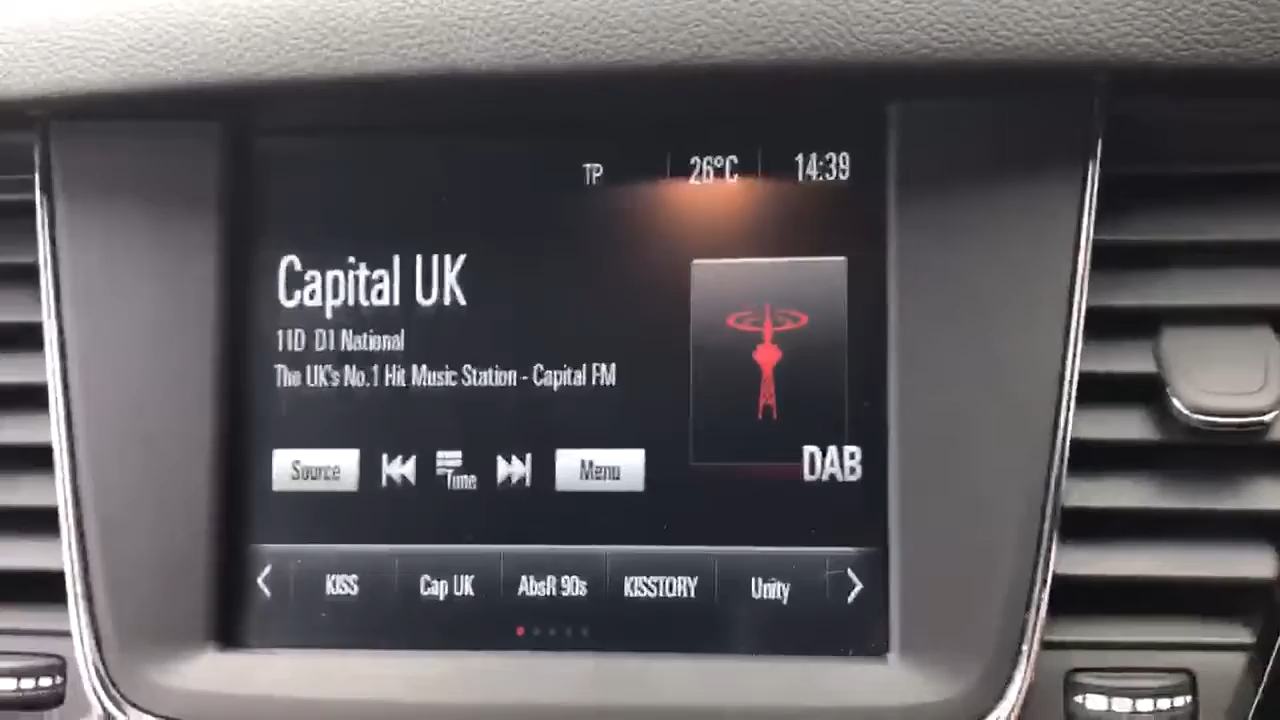 TP 26°C 14:39
Capital UK
11D D1 National
The UK's No.1 Hit Music Station - Capital FM
Source Tune Menu
DAB
KISS Cap UK AbsR 90s KISSTORY Unity